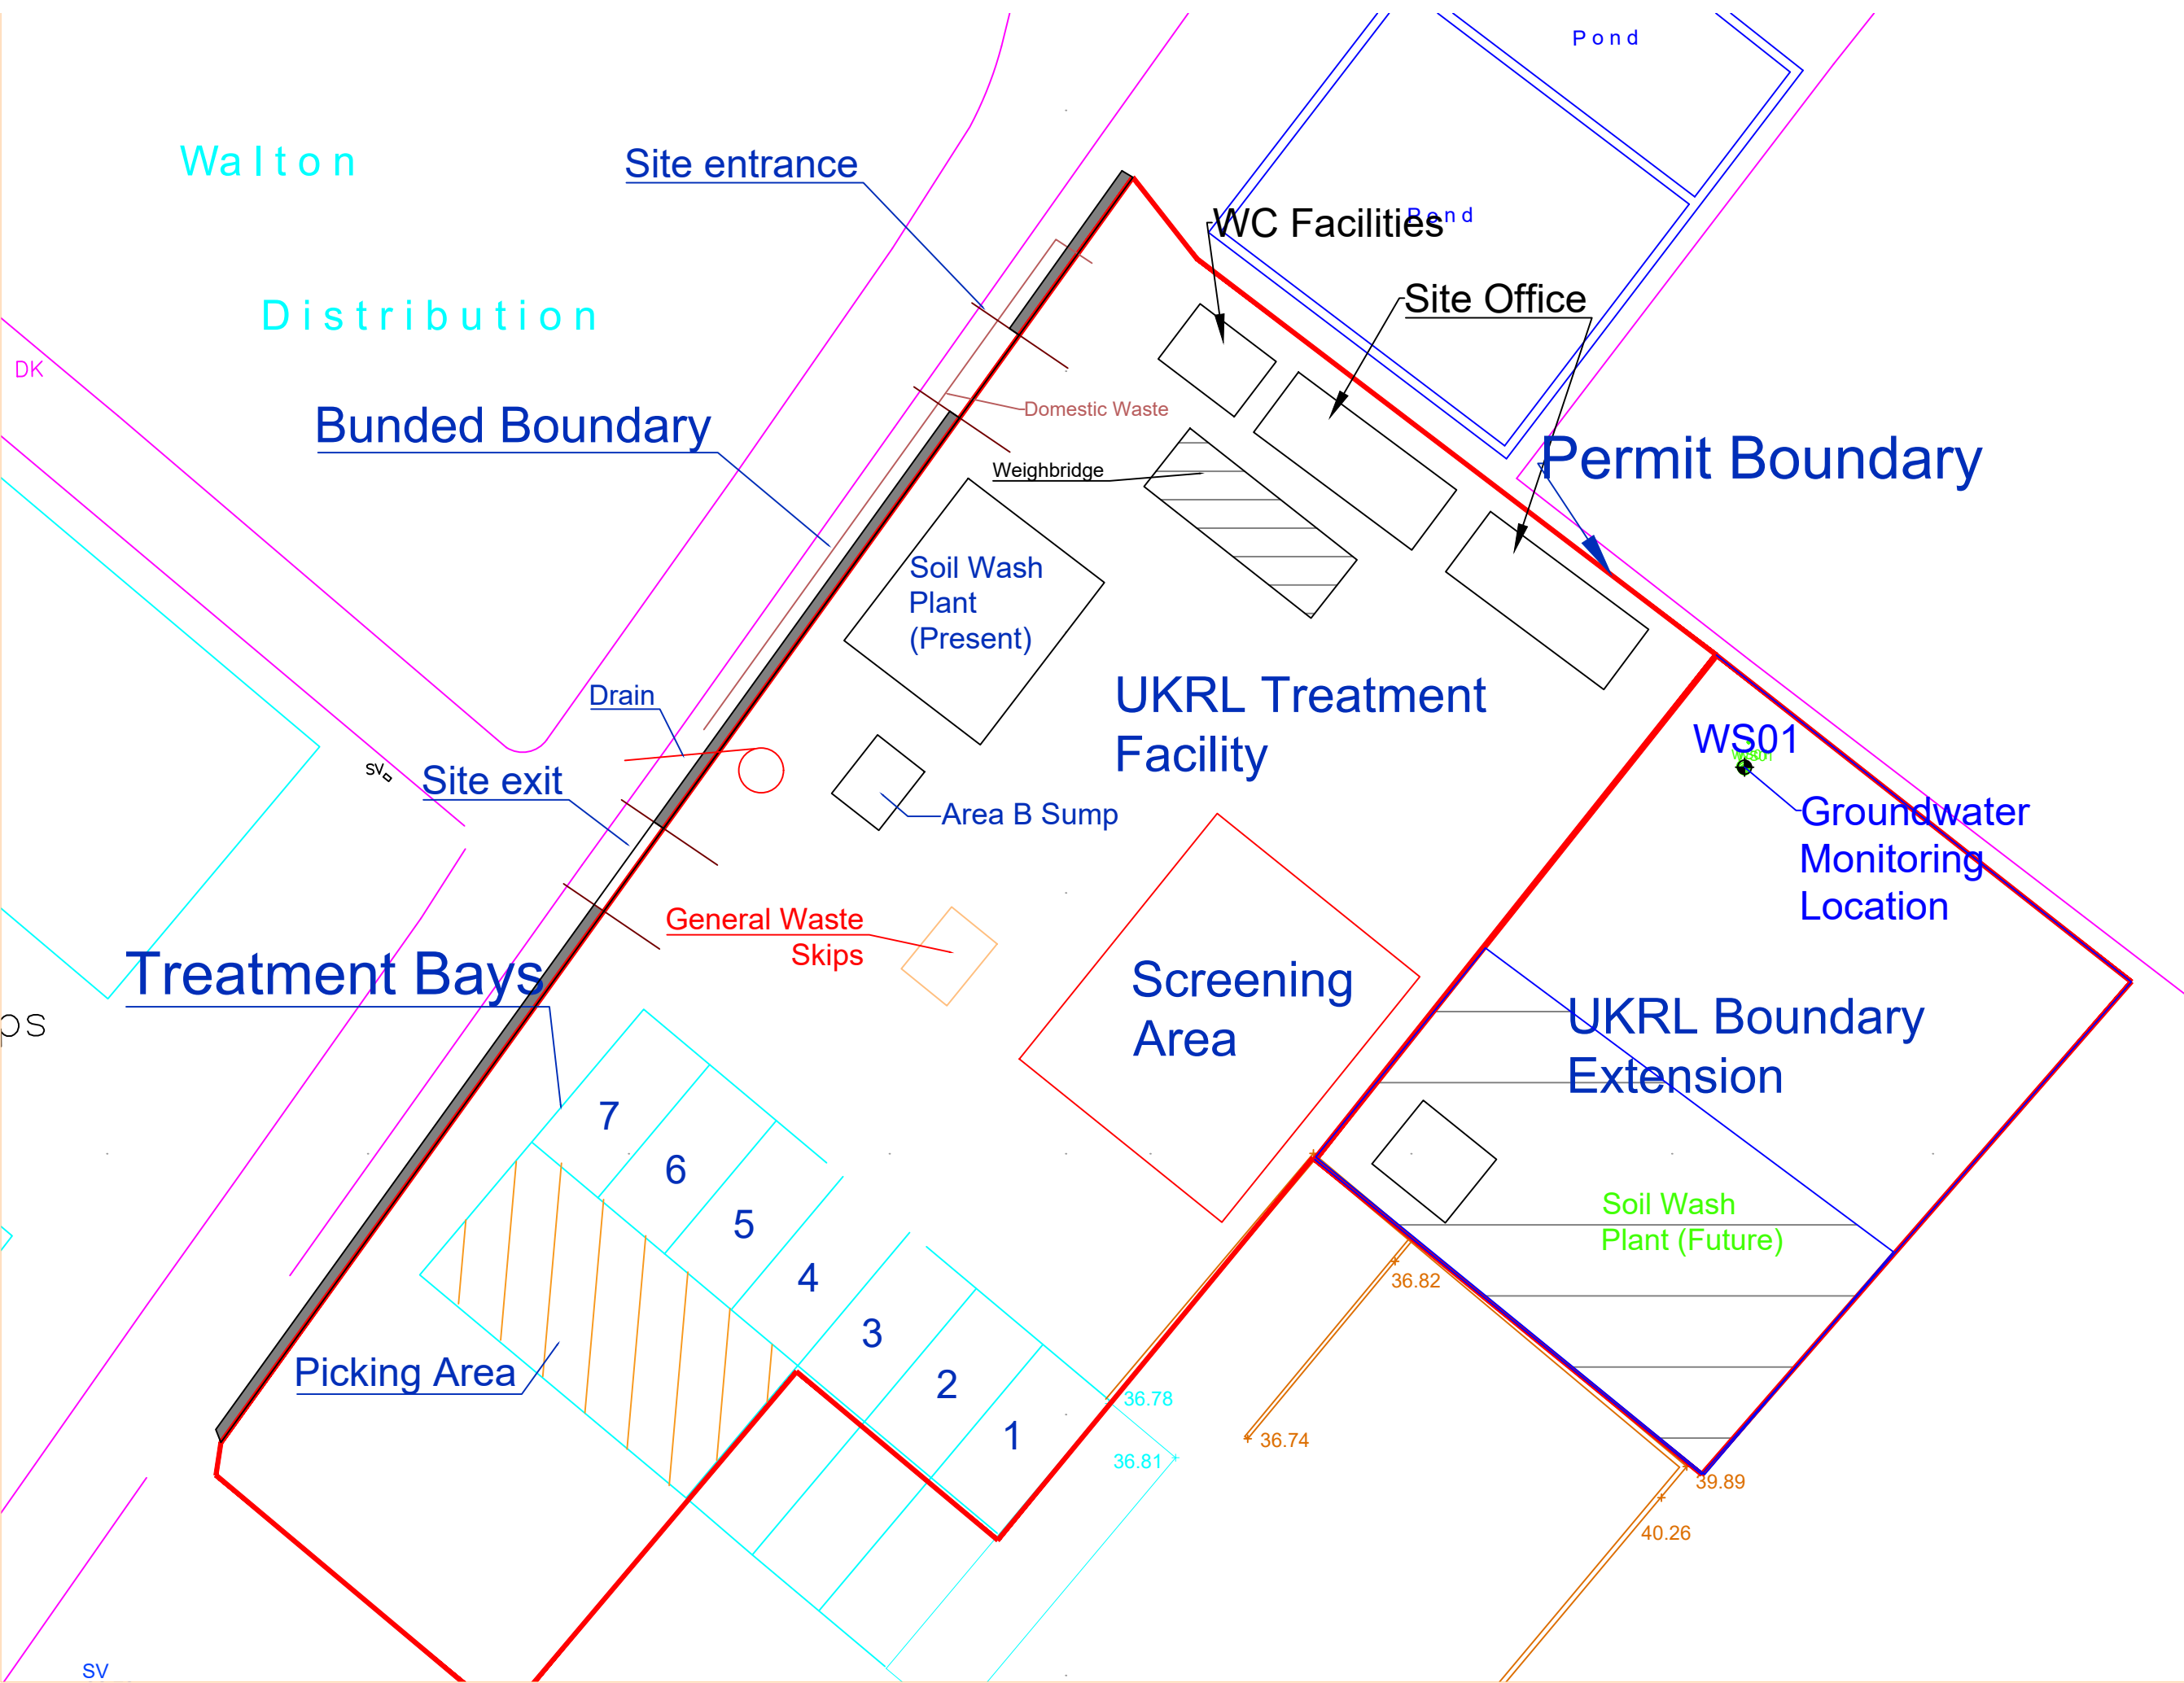 Pond
Walton
Site entrance
Pond
WC Facilities
Distribution
Site Office
DK
Domestic Waste
Bunded Boundary
Permit Boundary
Weighbridge
Soil Wash
Plant
(Present)
Drain
UKRL Treatment
Facility
WS01
SV
Site exit
Area B Sump
Groundwater
Monitoring
Location
General Waste
Skips
Treatment Bays
Screening
Area
UKRL Boundary
Extension
7
6
5
4
3
2
1
Soil Wash
Plant (Future)
36.82
Picking Area
36.78
36.74
36.81
39.89
40.26
SV